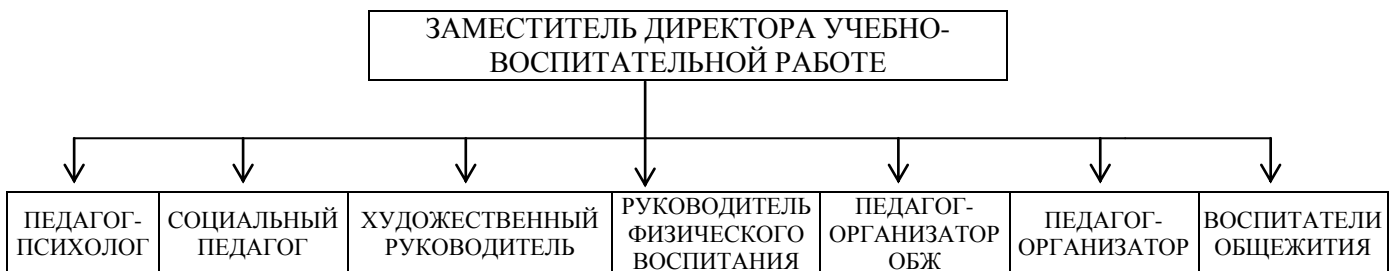 ЗАМЕСТИТЕЛЬ ДИРЕКТОРА УЧЕБНО-
ВОСПИТАТЕЛЬНОЙ РАБОТЕ
ПЕДАГОГ-
ПСИХОЛОГ
СОЦИАЛЬНЫЙ
ПЕДАГОГ
ХУДОЖЕСТВЕННЫЙ
РУКОВОДИТЕЛЬ
РУКОВОДИТЕЛЬ
ФИЗИЧЕСКОГО
ВОСПИТАНИЯ
ПЕДАГОГ-
ОРГАНИЗАТОР
ОБЖ
ПЕДАГОГ-
ОРГАНИЗАТОР
ВОСПИТАТЕЛИ
ОБЩЕЖИТИЯ